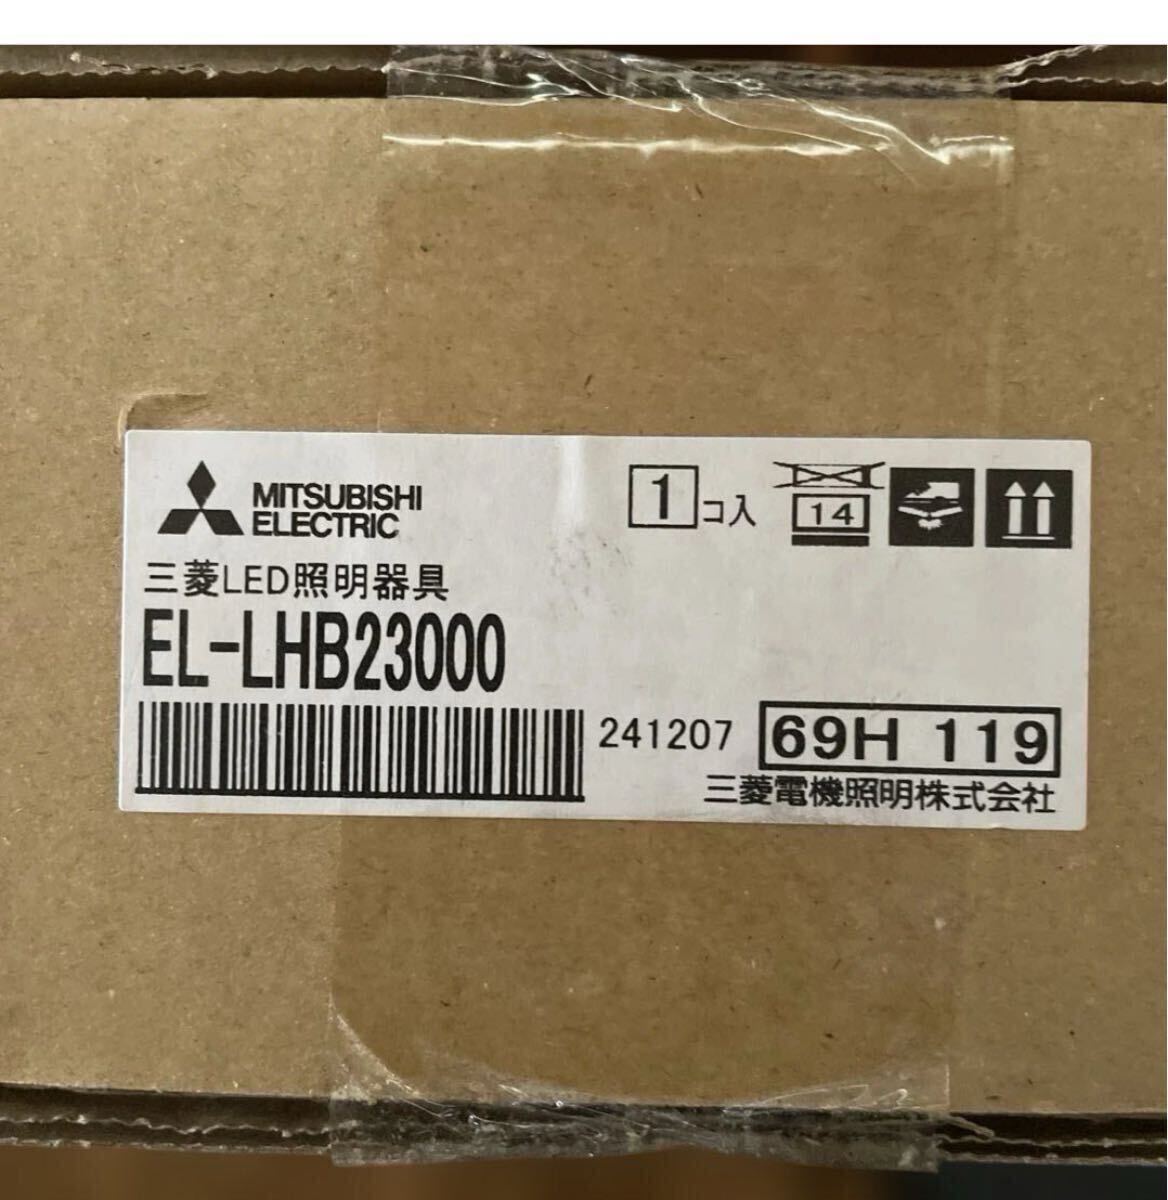 MITSUBISHI
ELECTRIC
1 コ入
14
三菱LED照明器具
EL-LHB23000
241207
69H 119
三菱電機照明株式会社